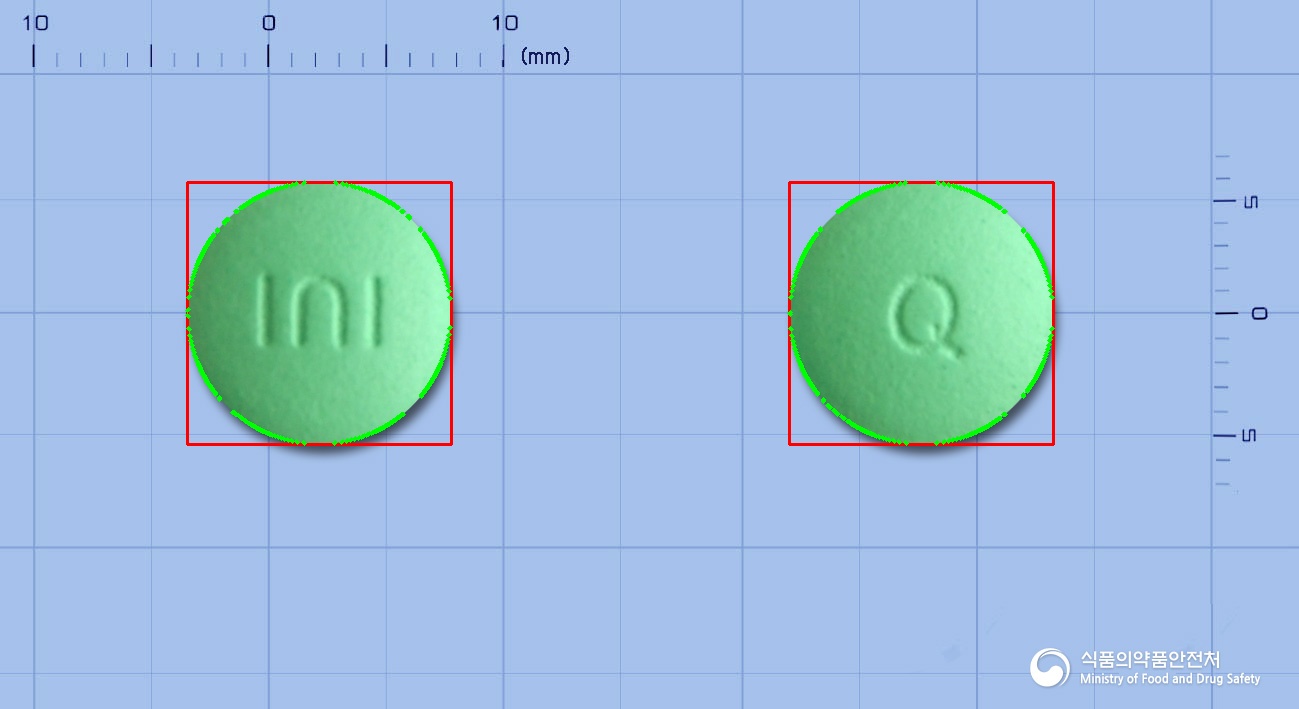 10 0 10
(mm)
INI
Q
5
0
5
식품의약품안전처
Ministry of Food and Drug Safety